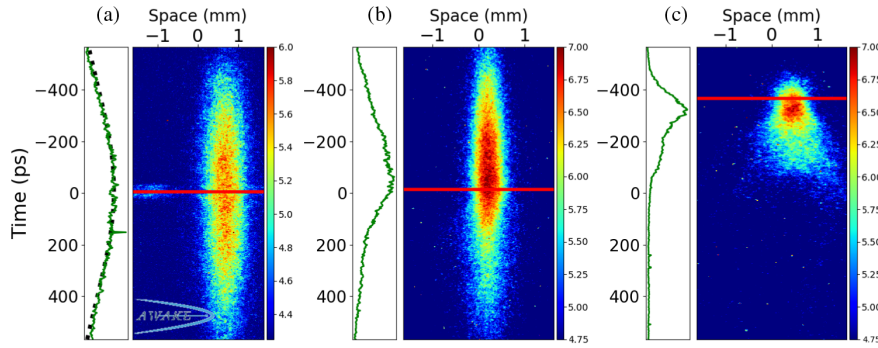 (a) Space (mm) (b) Space (mm) (c) Space (mm)
0 1 6.0 −1 0 1 7.00 −1 0 1 7.00
−400 5.8 −400 6.75 −400 6.75
5.6 6.50 6.50
−200 5.4 −200 6.25 −200 6.25
Time (ps) 0 5.2 0 6.00 0 6.00
5.0 5.75 5.75
200 4.8 200 5.50 200 5.50
4.6 5.25 5.25
400 4.4 400 5.00 400 5.00
AWAKE 4.75 4.75